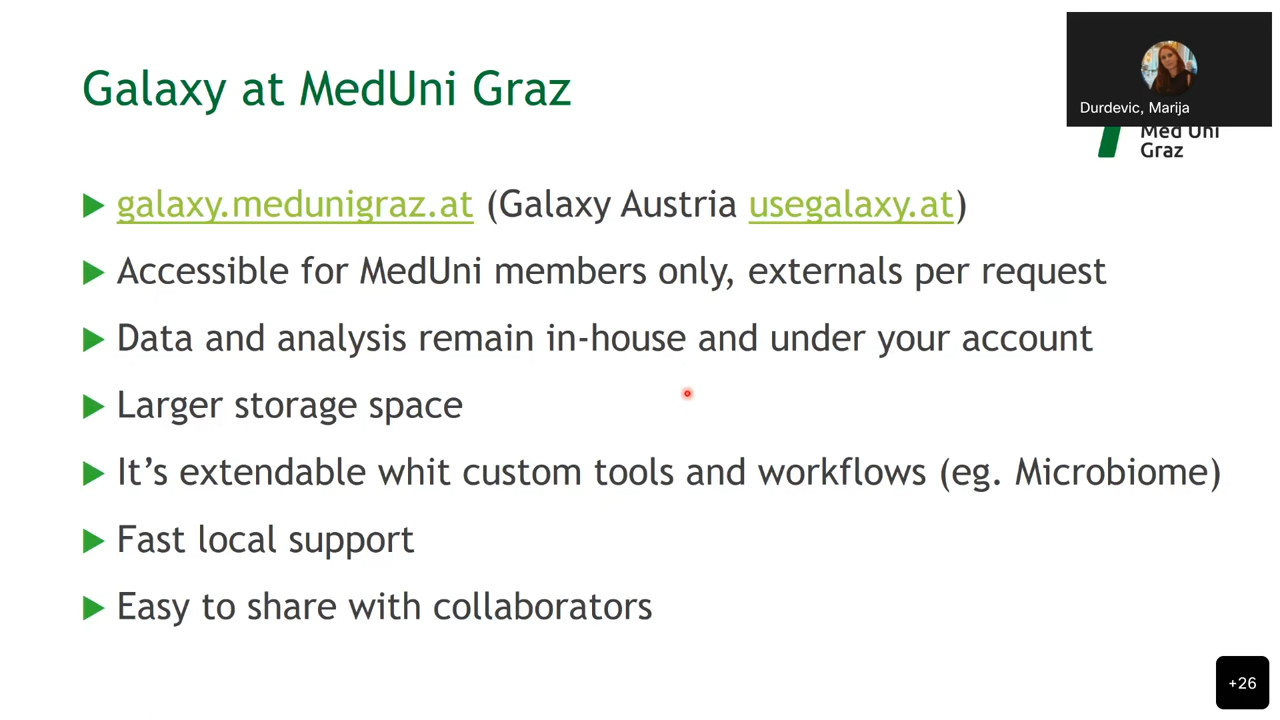 Galaxy at MedUni Graz
Durdevic, Marija
Med Uni
Graz
galaxy.medunigraz.at (Galaxy Austria usegalaxy.at)
Accessible for MedUni members only, externals per request
Data and analysis remain in-house and under your account
Larger storage space
It’s extendable whit custom tools and workflows (eg. Microbiome)
Fast local support
Easy to share with collaborators
+26